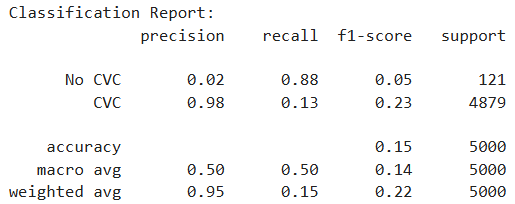 Classification Report:
precision recall f1-score support
No CVC 0.02 0.88 0.05 121
CVC 0.98 0.13 0.23 4879
accuracy 0.15 5000
macro avg 0.50 0.50 0.14 5000
weighted avg 0.95 0.15 0.22 5000